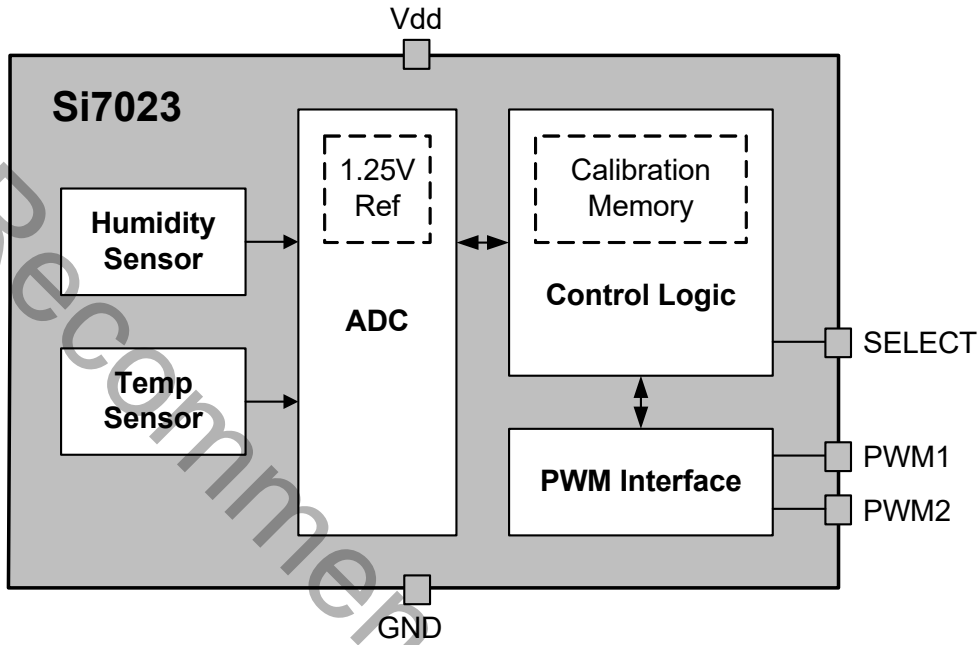 Vdd
Si7023
Humidity
Sensor
Temp
Sensor
1.25V
Ref
ADC
Calibration
Memory
Control Logic
PWM Interface
SELECT
PWM1
PWM2
GND
Recommen